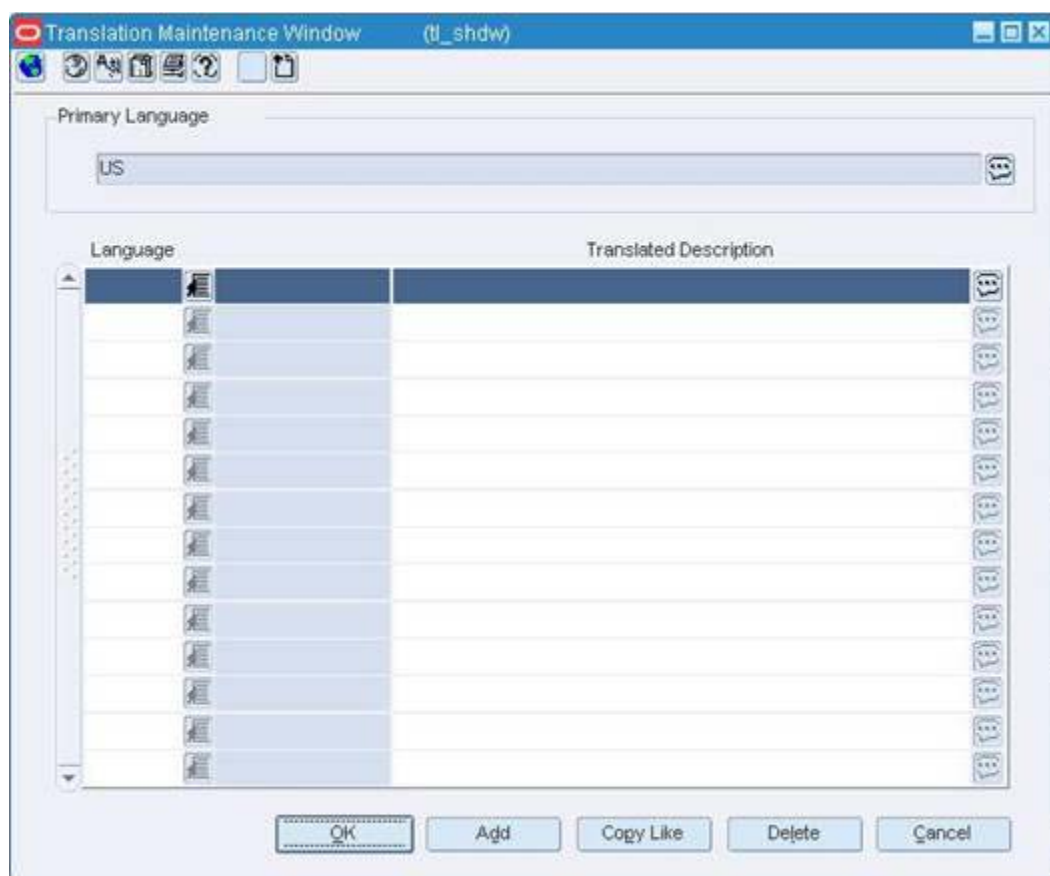 Translation Maintenance Window (tl_shdw)
Primary Language
US
Language Translated Description
OK Add Copy Like Delete Cancel